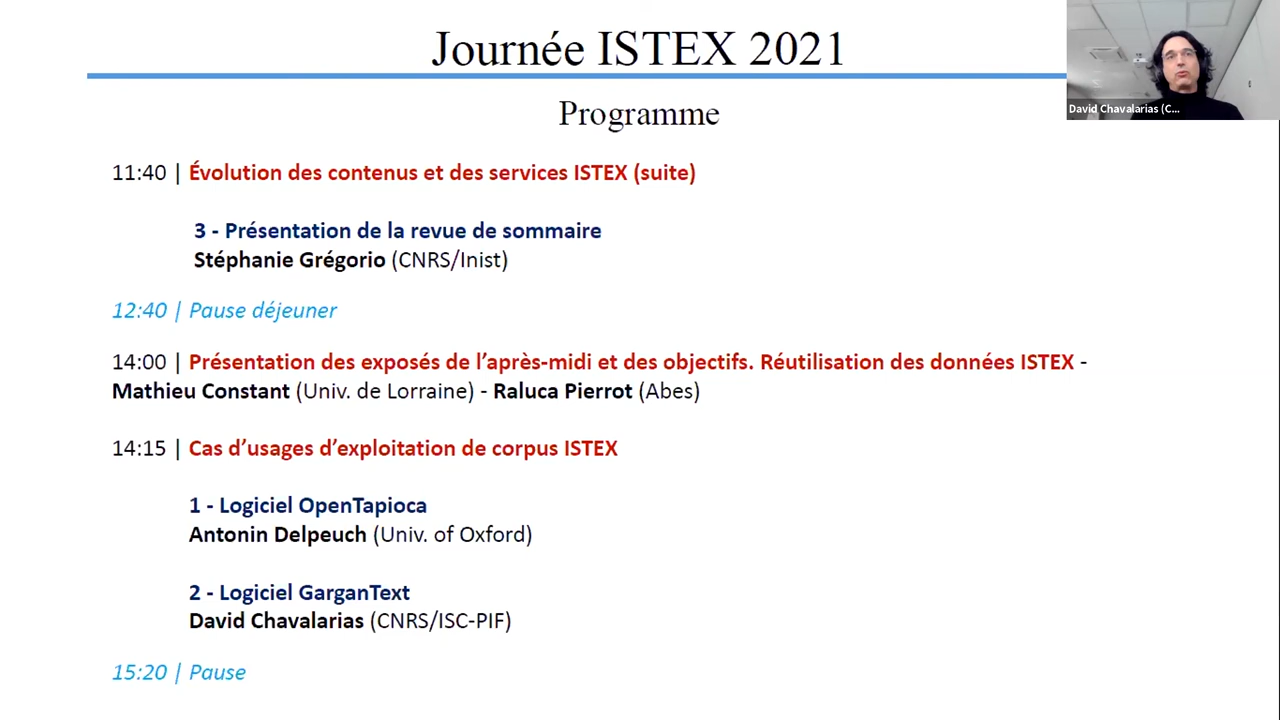 Journée ISTEX 2021
David Chavalarias (C...
Programme
11:40 | Évolution des contenus et des services ISTEX (suite)
3 - Présentation de la revue de sommaire
Stéphanie Grégorio (CNRS/Inist)
12:40 | Pause déjeuner
14:00 | Présentation des exposés de l’après-midi et des objectifs. Réutilisation des données ISTEX -
Mathieu Constant (Univ. de Lorraine) - Raluca Pierrot (Abes)
14:15 | Cas d’usages d’exploitation de corpus ISTEX
1 - Logiciel OpenTapioca
Antonin Delpeuch (Univ. of Oxford)
2 - Logiciel GarganText
David Chavalarias (CNRS/ISC-PIF)
15:20 | Pause